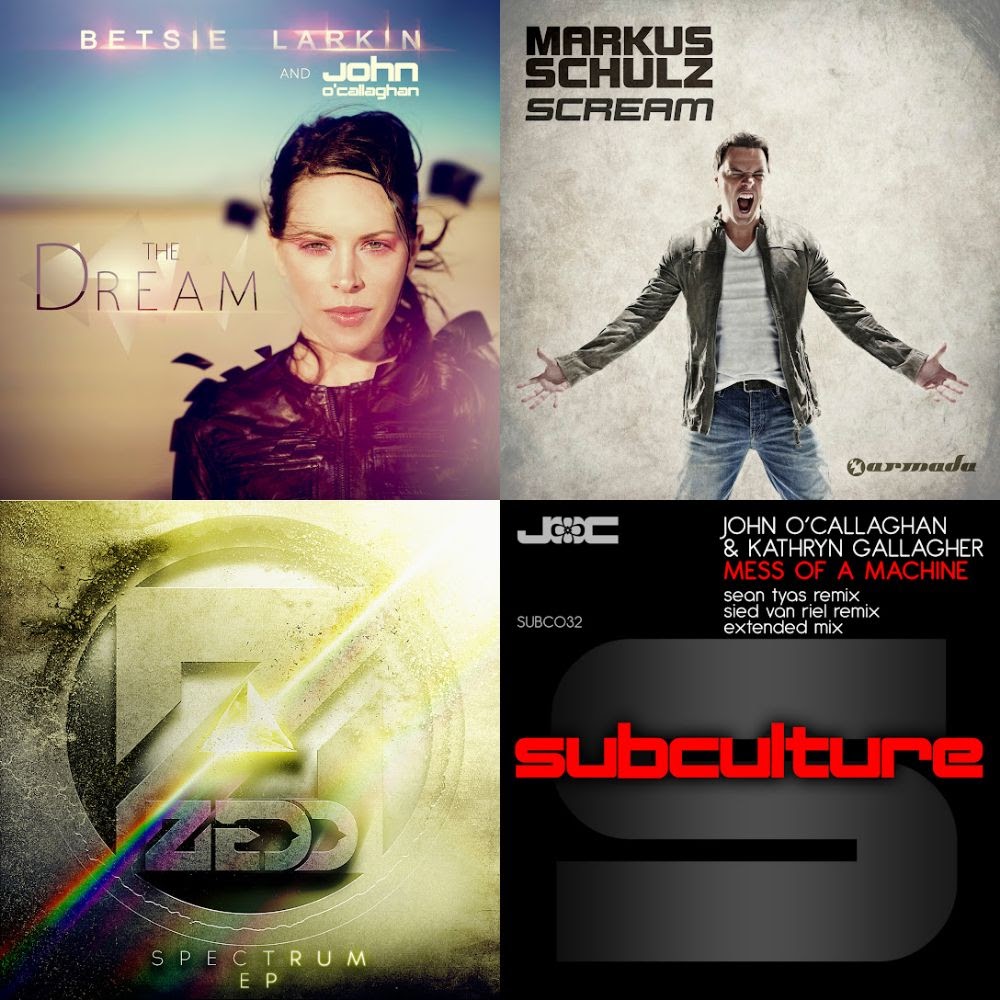 BETSIE LARKIN
AND John
o'callaghan
THE
DREAM
MARKUS
SCHULZ
SCREAM
armada
ZEDD
SPECTRUM
EP
JOC
JOHN O'CALLAGHAN
& KATHRYN GALLAGHER
MESS OF A MACHINE
sean tyas remix
sied van riel remix
extended mix
SUBC032
S
subculture